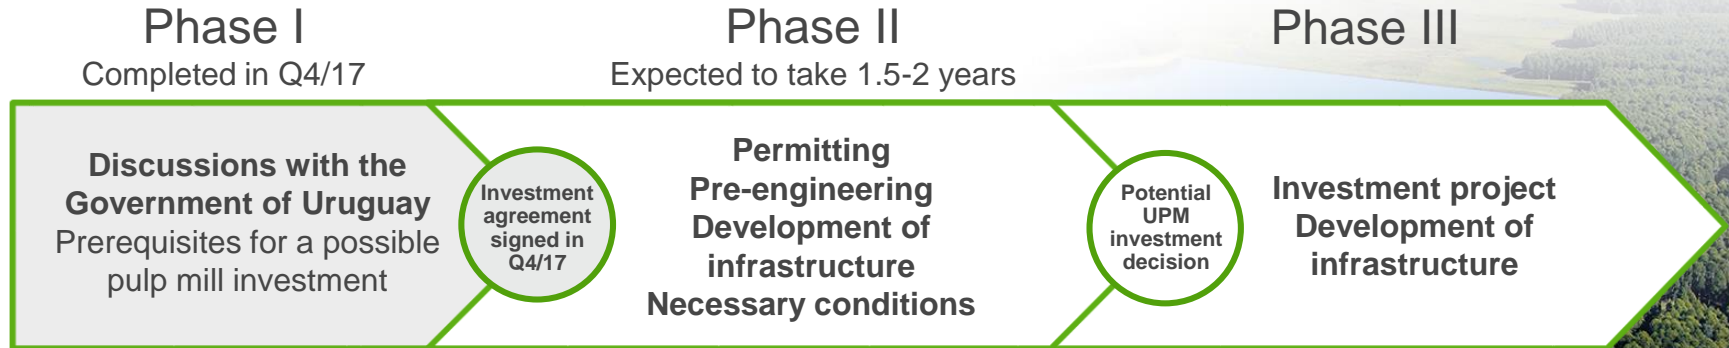 Phase I
Completed in Q4/17
Discussions with the
Government of Uruguay
Prerequisites for a possible
pulp mill investment
Investment
agreement
signed in
Q4/17
Phase II
Expected to take 1.5-2 years
Permitting
Pre-engineering
Development of
infrastructure
Necessary conditions
Potential
UPM
investment
decision
Phase III
Investment project
Development of
infrastructure